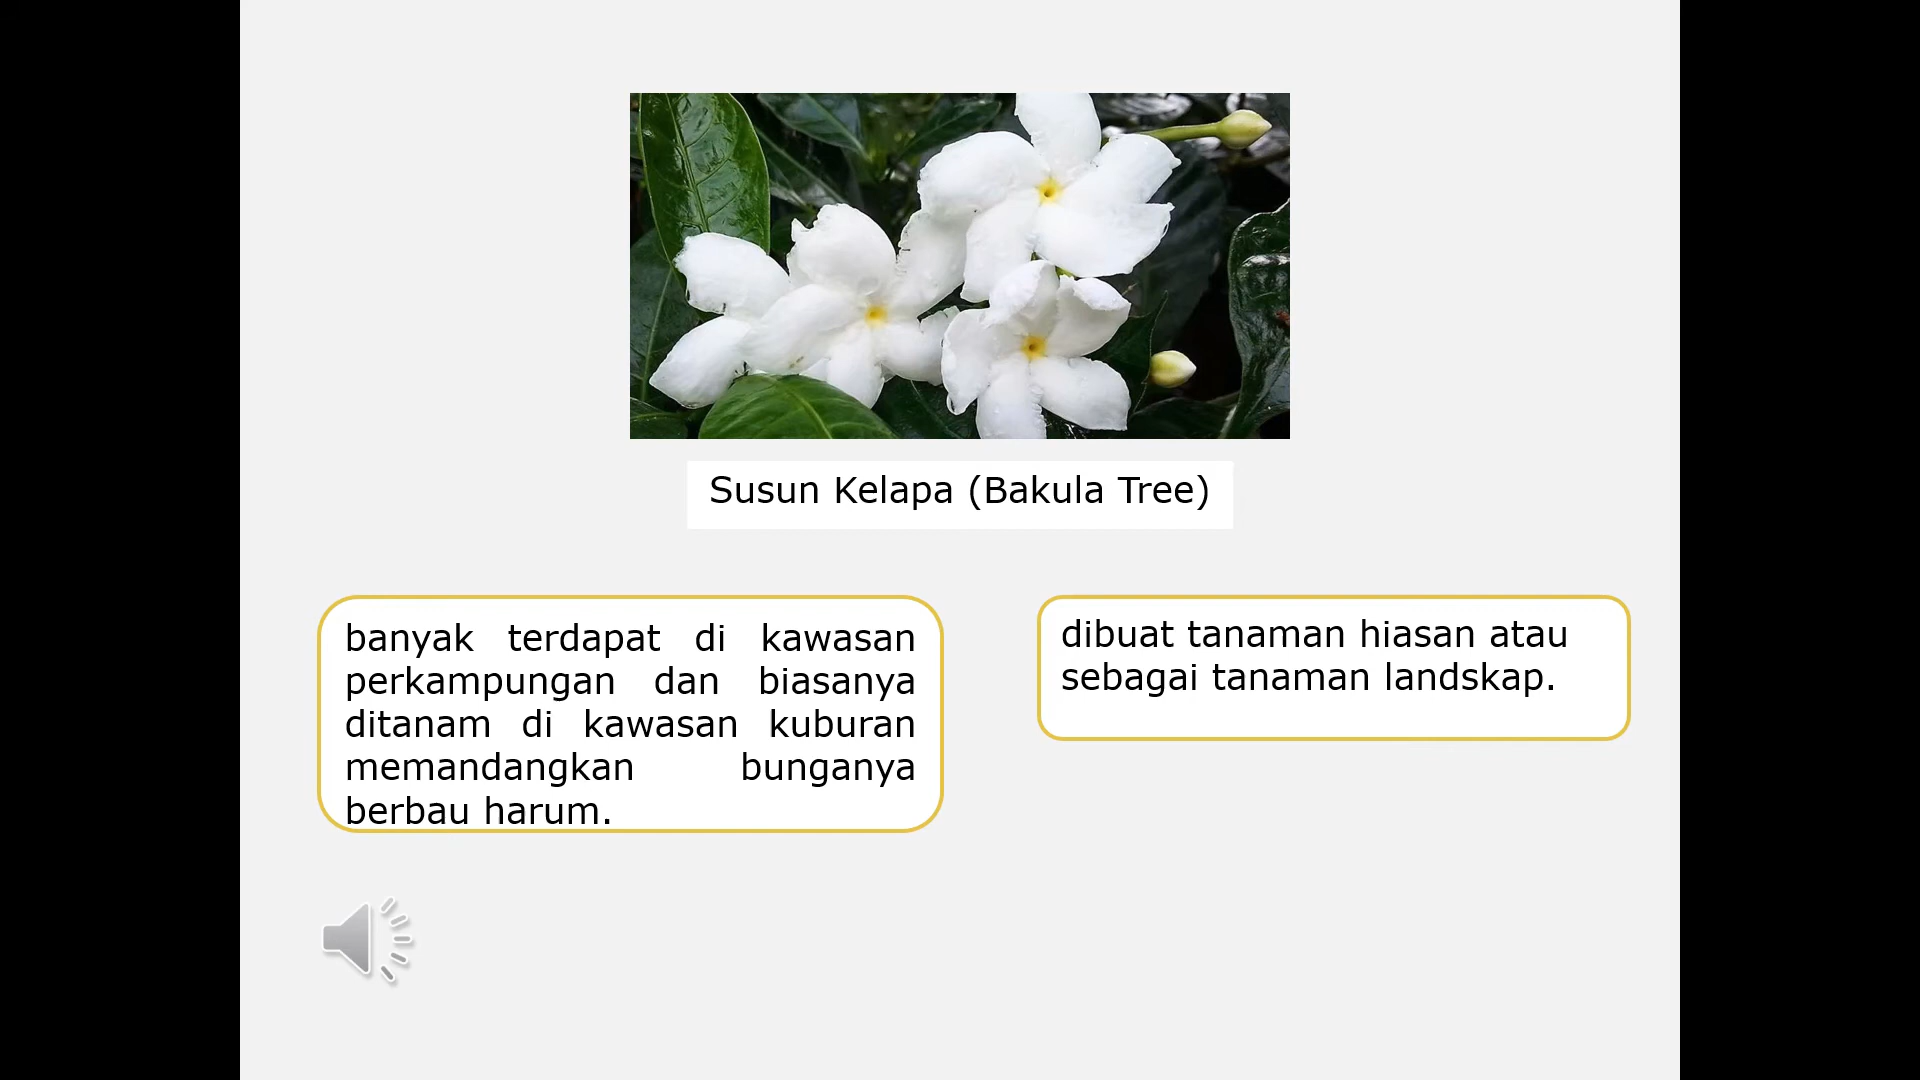 Susun Kelapa (Bakula Tree)
banyak terdapat di kawasan
perkampungan dan biasanya
ditanam di kawasan kuburan
memandangkan bunganya
berbau harum.
dibuat tanaman hiasan atau
sebagai tanaman landskap.